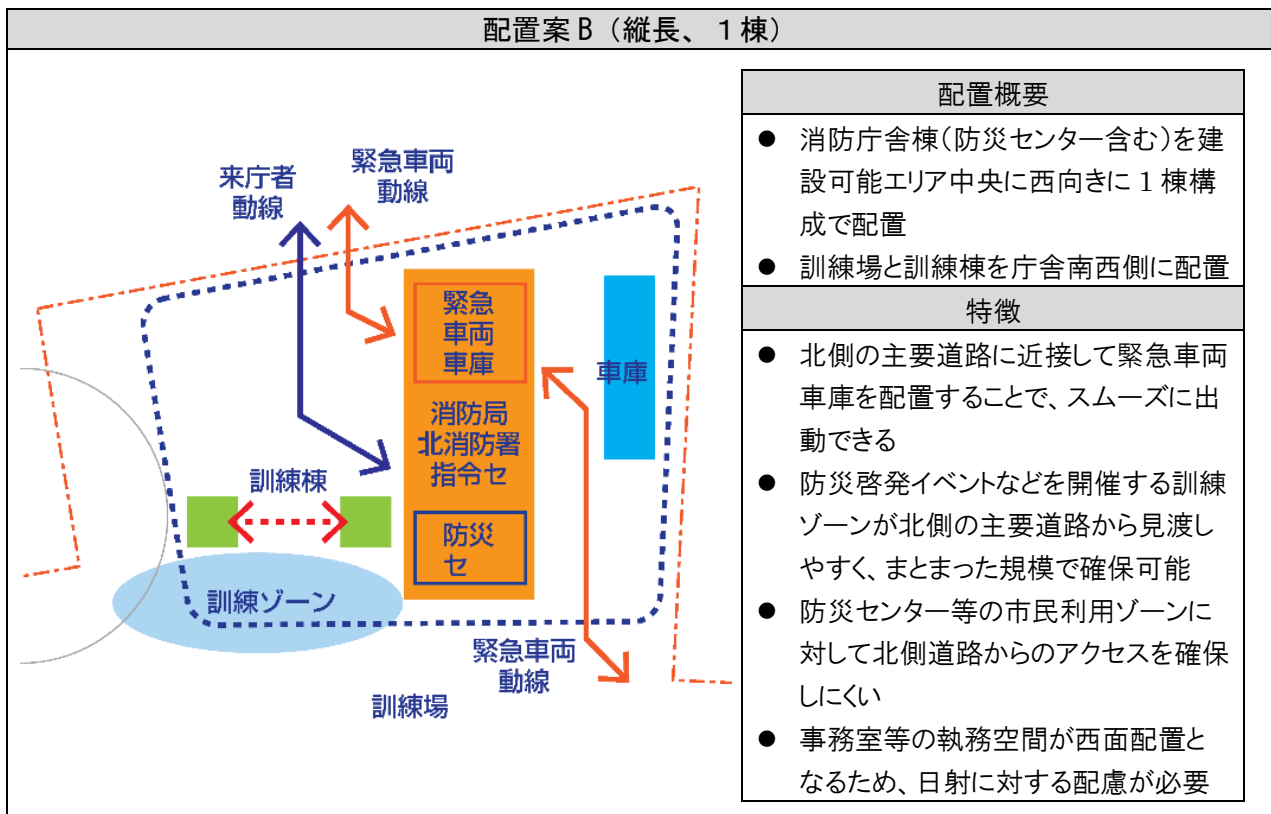 配置案B（縦長、１棟）
来庁者
動線
緊急車両
動線
緊急
車両
車庫
車庫
消防局
北消防署
指令セ
訓練棟
防災
セ
訓練ゾーン
緊急車両
動線
訓練場
配置概要
● 消防庁舎棟（防災センター含む）を建
設可能エリア中央に西向きに１棟構
成で配置
● 訓練場と訓練棟を庁舎南西側に配置
特徴
● 北側の主要道路に近接して緊急車両
車庫を配置することで、スムーズに出
動できる
● 防災啓発イベントなどを開催する訓練
ゾーンが北側の主要道路から見渡し
やすく、まとまった規模で確保可能
● 防災センター等の市民利用ゾーンに
対して北側道路からのアクセスを確保
しにくい
● 事務室等の執務空間が西面配置と
なるため、日射に対する配慮が必要